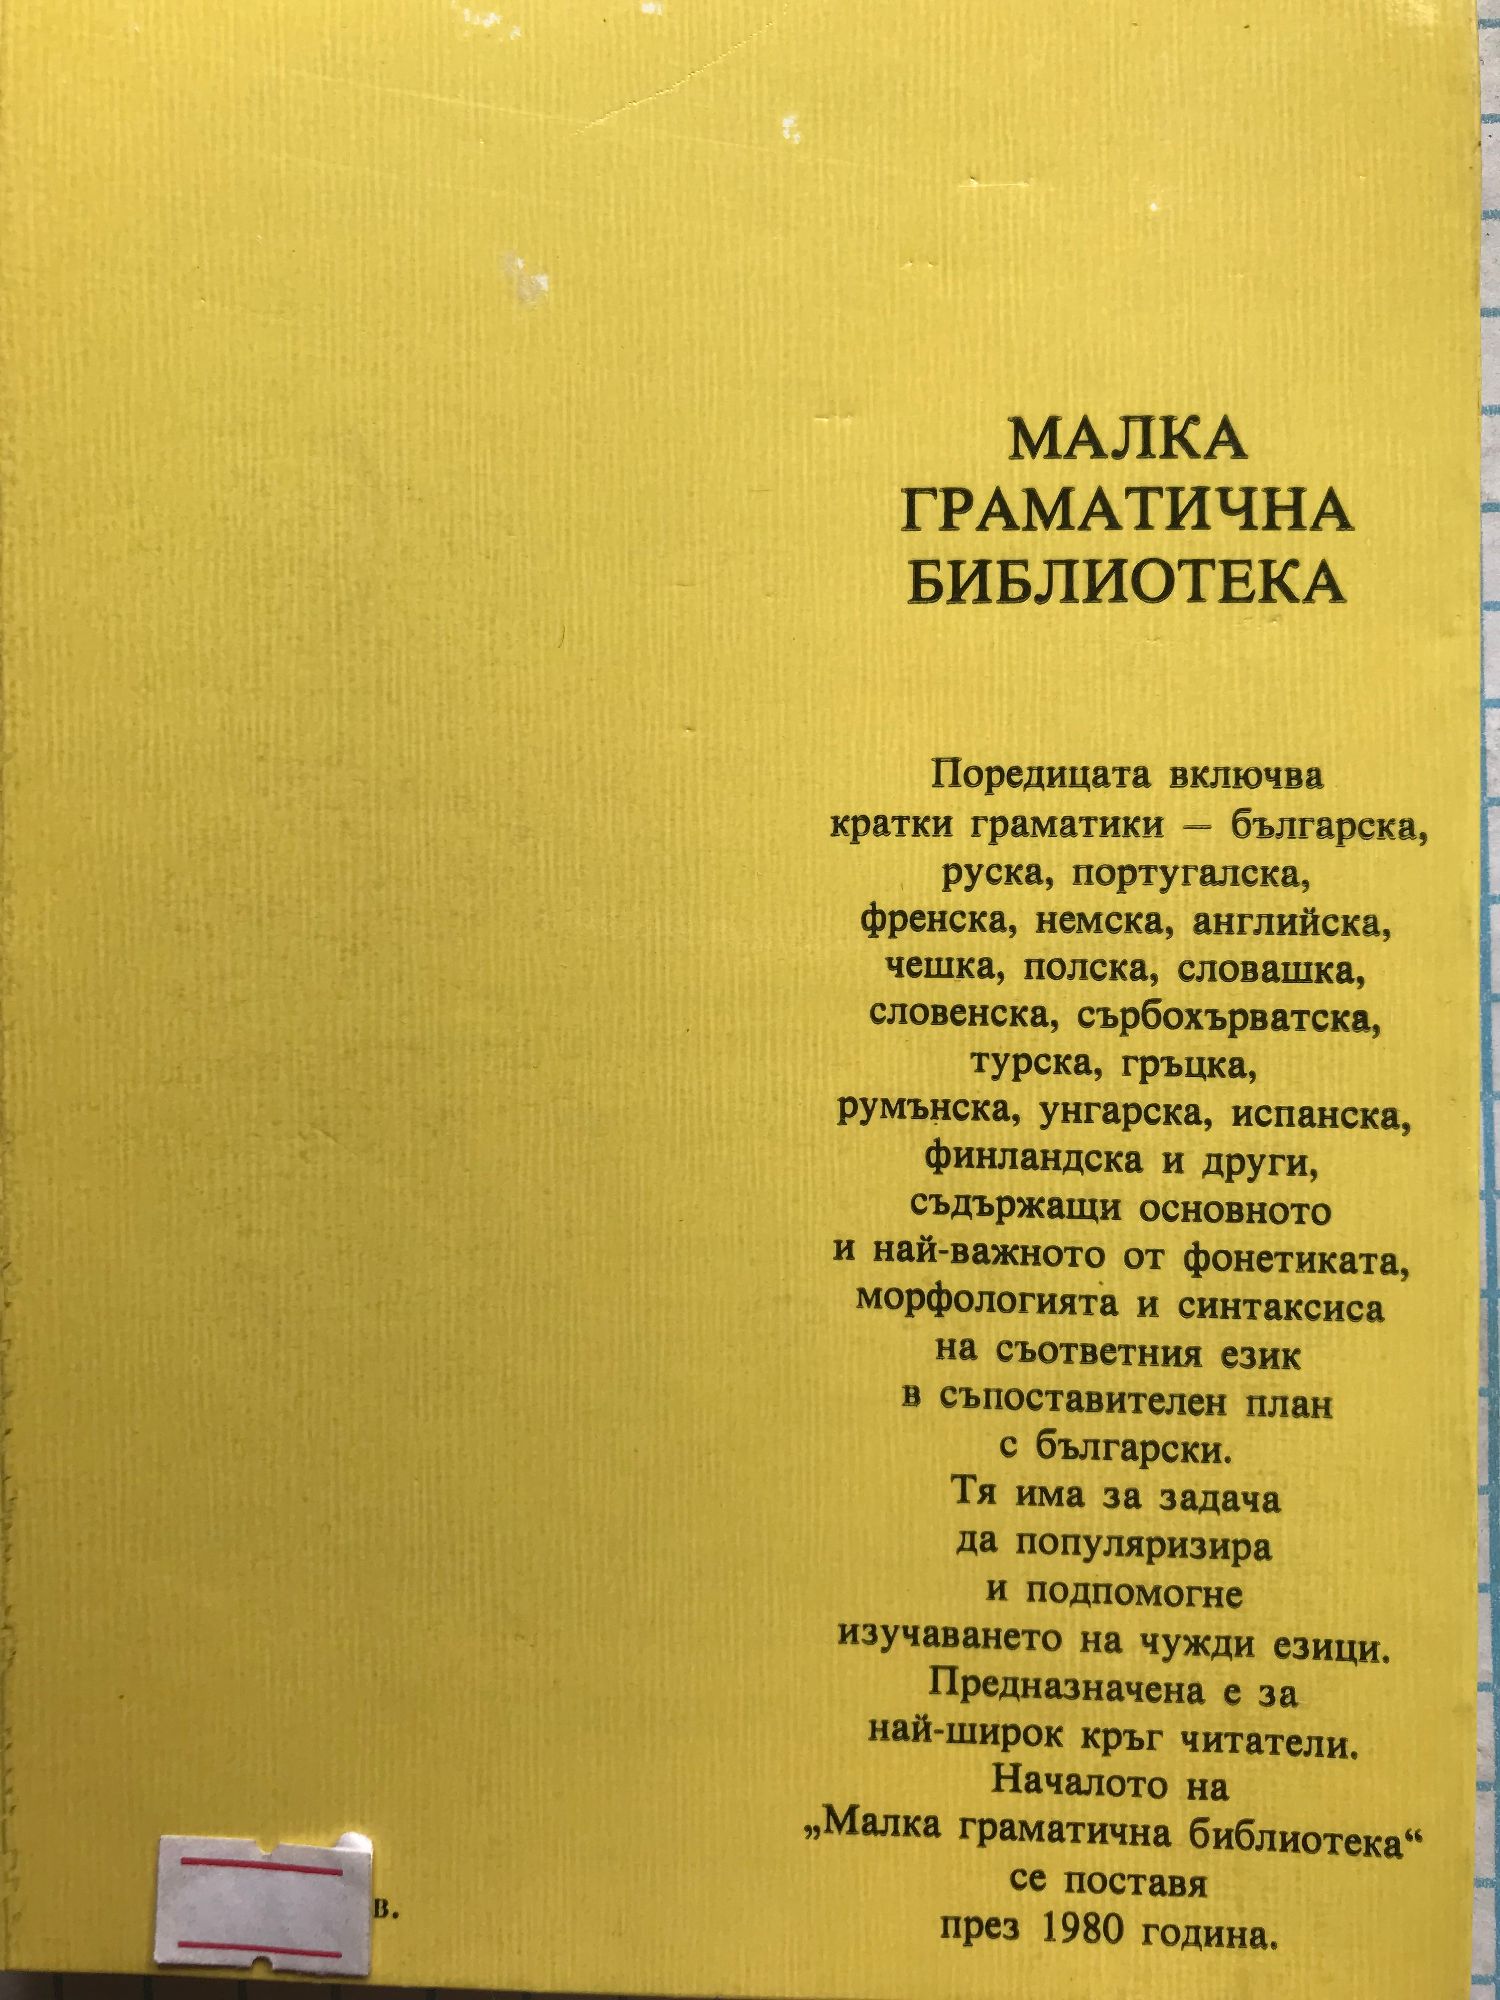 МАЛКА
ГРАМАТИЧНА
БИБЛИОТЕКА
Поредицата включва
кратки граматики — българска,
руска, португалска,
френска, немска, английска,
чешка, полска, словашка,
словенска, сърбохърватска,
турска, гръцка,
румънска, унгарска, испанска,
финландска и други,
съдържащи основното
и най-важното от фонетиката,
морфологията и синтаксиса
на съответния език
в съпоставителен план
с български.
Тя има за задача
да популяризира
и подпомогне
изучаването на чужди езици.
Предназначена е за
най-широк кръг читатели.
Началото на
„Малка граматична библиотека“
се поставя
през 1980 година.
в.